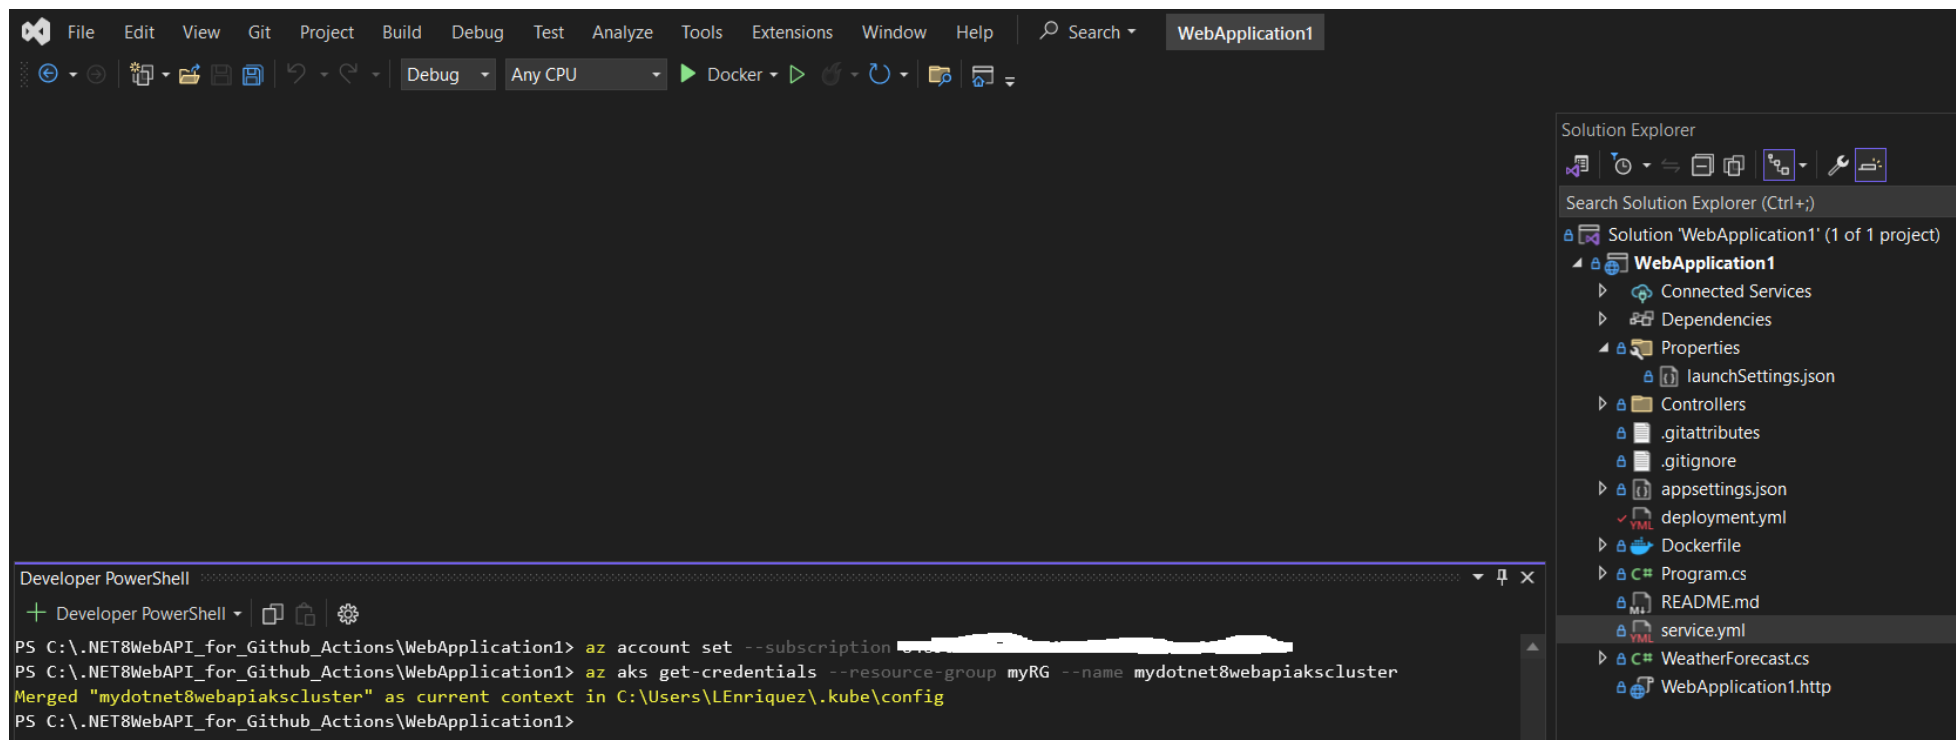 File Edit View Git Project Build Debug Test Analyze Tools Extensions Window Help Search WebApplication1
Debug Any CPU Docker
Solution Explorer
Search Solution Explorer (Ctrl+;)
Solution 'WebApplication1' (1 of 1 project)
WebApplication1
Connected Services
Dependencies
Properties
launchSettings.json
Controllers
.gitattributes
.gitignore
appsettings.json
deployment.yml
Dockerfile
Program.cs
README.md
service.yml
WeatherForecast.cs
WebApplication1.http
Developer PowerShell
Developer PowerShell
PS C:\.NET8WebAPI_for_Github_Actions\WebApplication1> az account set --subscription
PS C:\.NET8WebAPI_for_Github_Actions\WebApplication1> az aks get-credentials --resource-group myRG --name mydotnet8webapiakscluster
Merged "mydotnet8webapiakscluster" as current context in C:\Users\LEnriquez\.kube\config
PS C:\.NET8WebAPI_for_Github_Actions\WebApplication1>